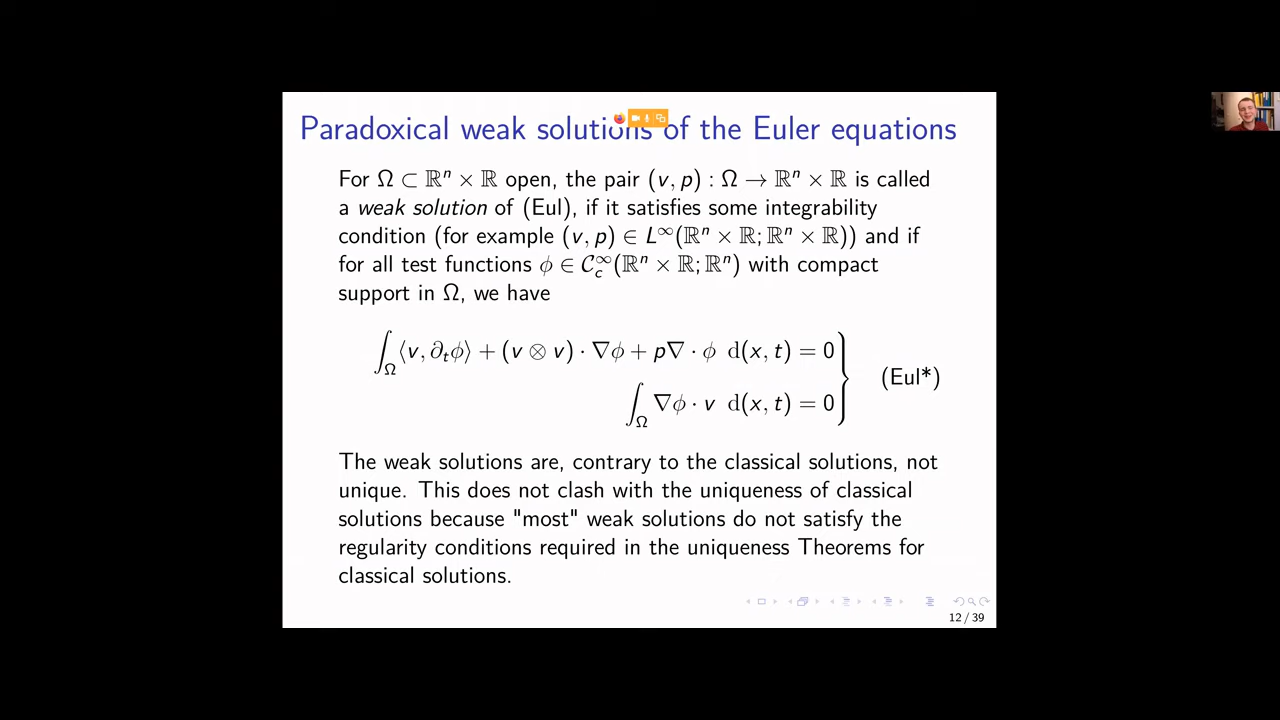 Paradoxical weak solutions of the Euler equations
For Ω ⊂ ℝⁿ × ℝ open, the pair (v, p) : Ω → ℝⁿ × ℝ is called
a weak solution of (Eul), if it satisfies some integrability
condition (for example (v, p) ∈ L^∞(ℝⁿ × ℝ; ℝⁿ × ℝ)) and if
for all test functions ϕ ∈ 𝒞_c^∞(ℝⁿ × ℝ; ℝⁿ) with compact
support in Ω, we have
∫_Ω ⟨v, ∂_tϕ⟩ + (v ⊗ v) · ∇ϕ + p∇ · ϕ d(x, t) = 0
(Eul*)
∫_Ω ∇ϕ · v d(x, t) = 0
The weak solutions are, contrary to the classical solutions, not
unique. This does not clash with the uniqueness of classical
solutions because "most" weak solutions do not satisfy the
regularity conditions required in the uniqueness Theorems for
classical solutions.
12 / 39